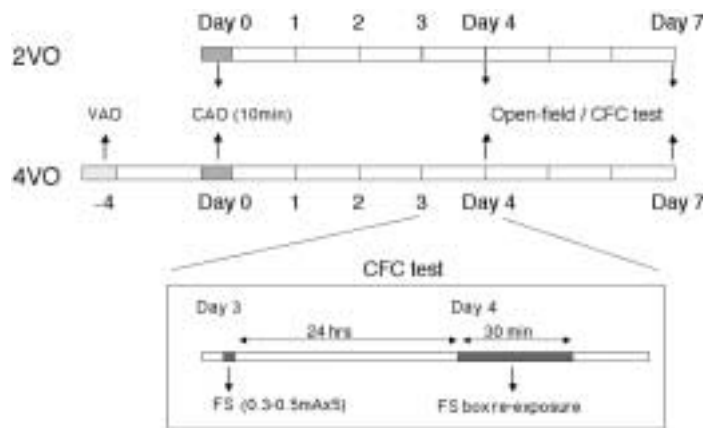 Day 0 1 2 3 Day 4 Day 7
2VO
VAO CAO (10min) Open-field / CFC test
4VO
-4 Day 0 1 2 3 Day 4 Day 7
CFC test
Day 3 Day 4
24 hrs 30 min
FS (0.3-0.5mAx5) FS box re-exposure